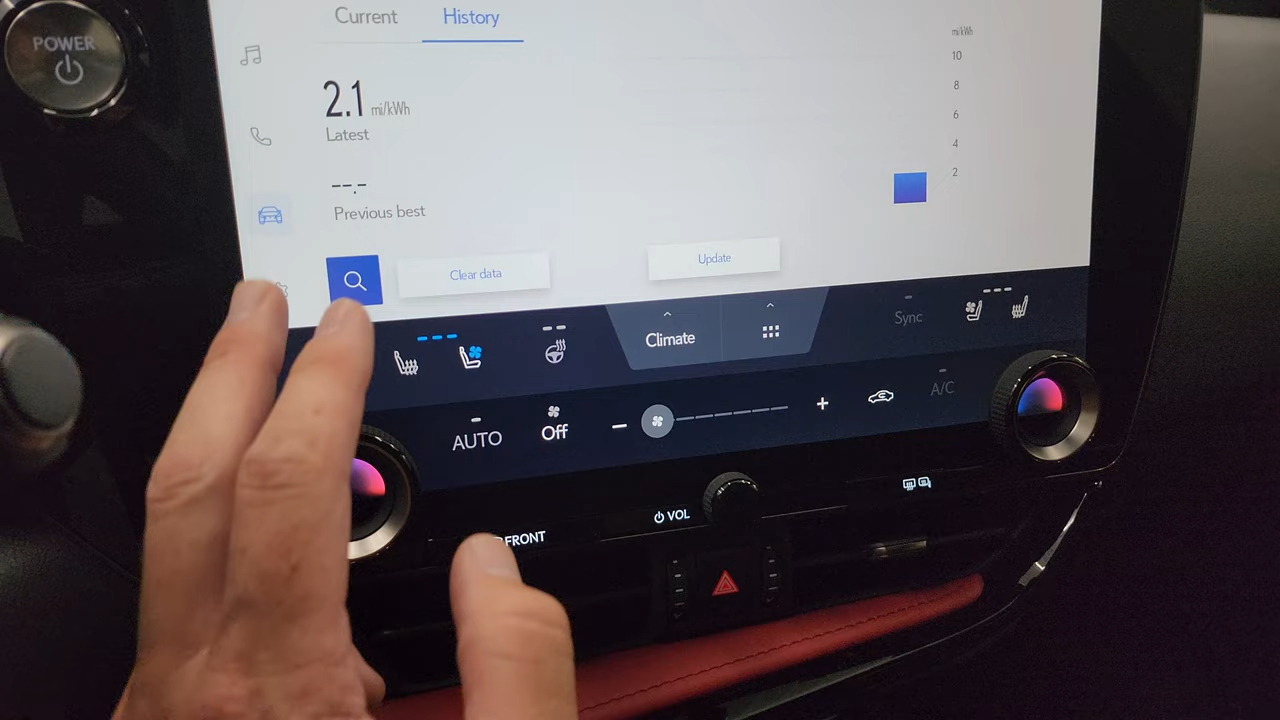 POWER
Current
History
mi/kWh
10
8
6
4
2
2.1 mi/kWh
Latest
--.-
Previous best
Clear data
Update
Climate
Sync
AUTO
Off
A/C
VOL
FRONT